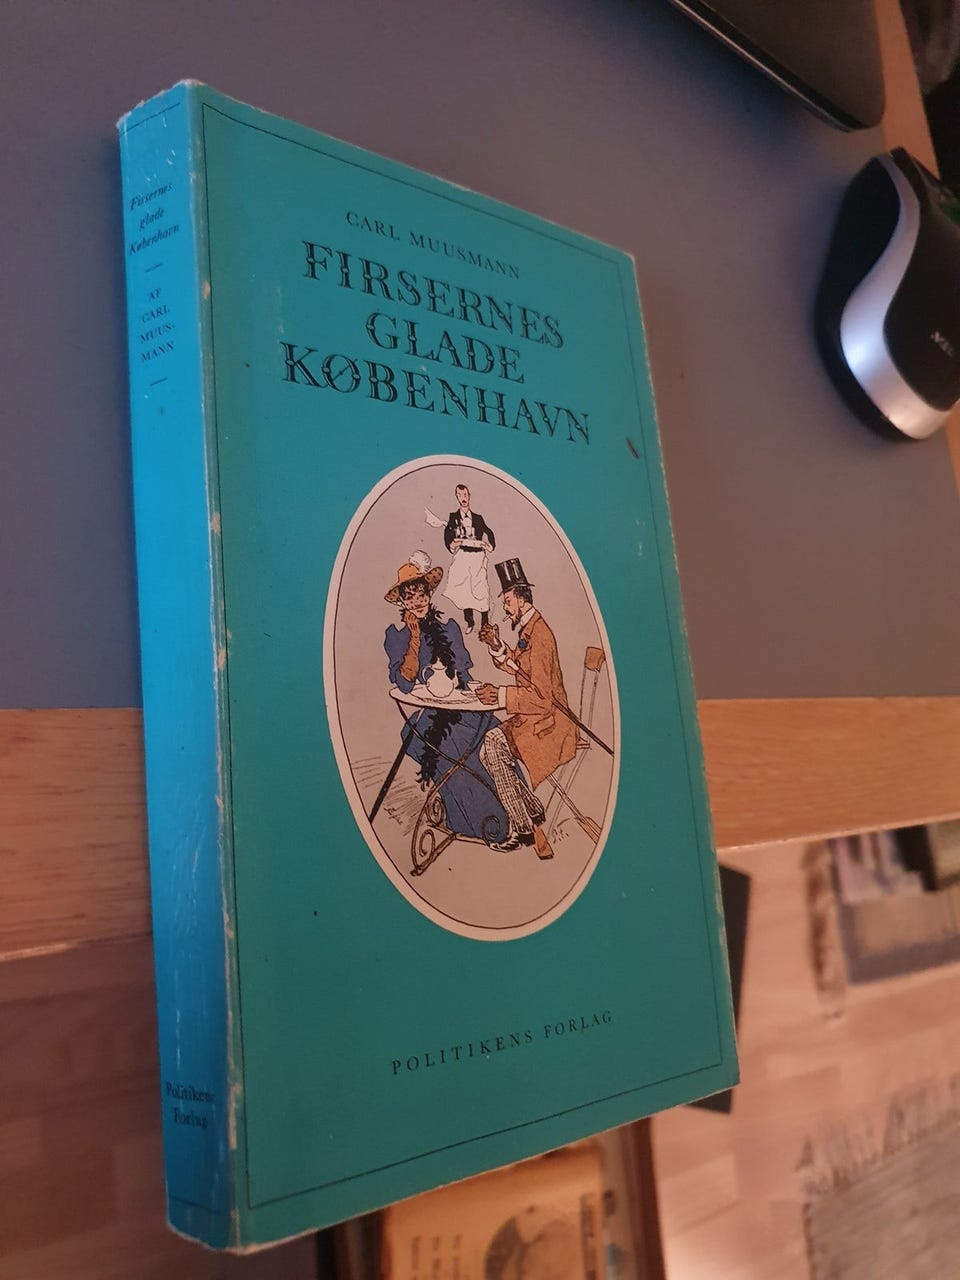 CARL MUUSMANN
FIRSERNES
GLADE
KØBENHAVN
POLITIKENS FORLAG
Firsernes
glade
København
AF
CARL
MUUS-
MANN
Politikens
Forlag